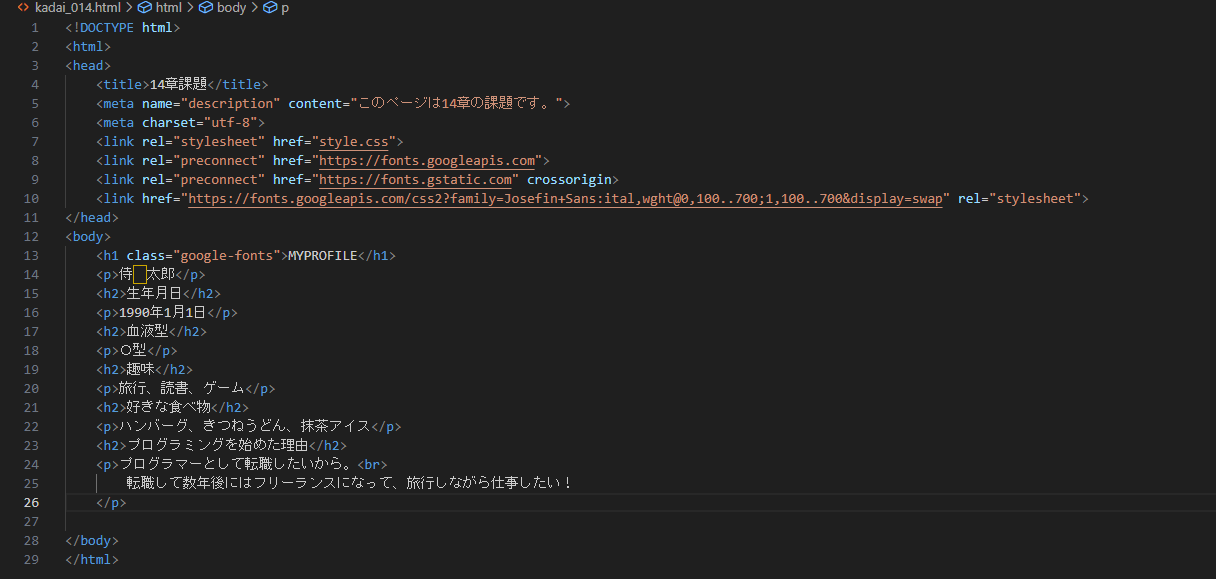 kadai_014.html > html > body > p
1 <!DOCTYPE html>
2 <html>
3 <head>
4 <title>14章課題</title>
5 <meta name="description" content="このページは14章の課題です。">
6 <meta charset="utf-8">
7 <link rel="stylesheet" href="style.css">
8 <link rel="preconnect" href="https://fonts.googleapis.com">
9 <link rel="preconnect" href="https://fonts.gstatic.com" crossorigin>
10 <link href="https://fonts.googleapis.com/css2?family=Josefin+Sans:ital,wght@0,100..700;1,100..700&display=swap" rel="stylesheet">
11 </head>
12 <body>
13 <h1 class="google-fonts">MYPROFILE</h1>
14 <p>侍　太郎</p>
15 <h2>生年月日</h2>
16 <p>1990年1月1日</p>
17 <h2>血液型</h2>
18 <p>〇型</p>
19 <h2>趣味</h2>
20 <p>旅行、読書、ゲーム</p>
21 <h2>好きな食べ物</h2>
22 <p>ハンバーグ、きつねうどん、抹茶アイス</p>
23 <h2>プログラミングを始めた理由</h2>
24 <p>プログラマーとして転職したいから。<br>
25 転職して数年後にはフリーランスになって、旅行しながら仕事したい！
26 </p>
27
28 </body>
29 </html>